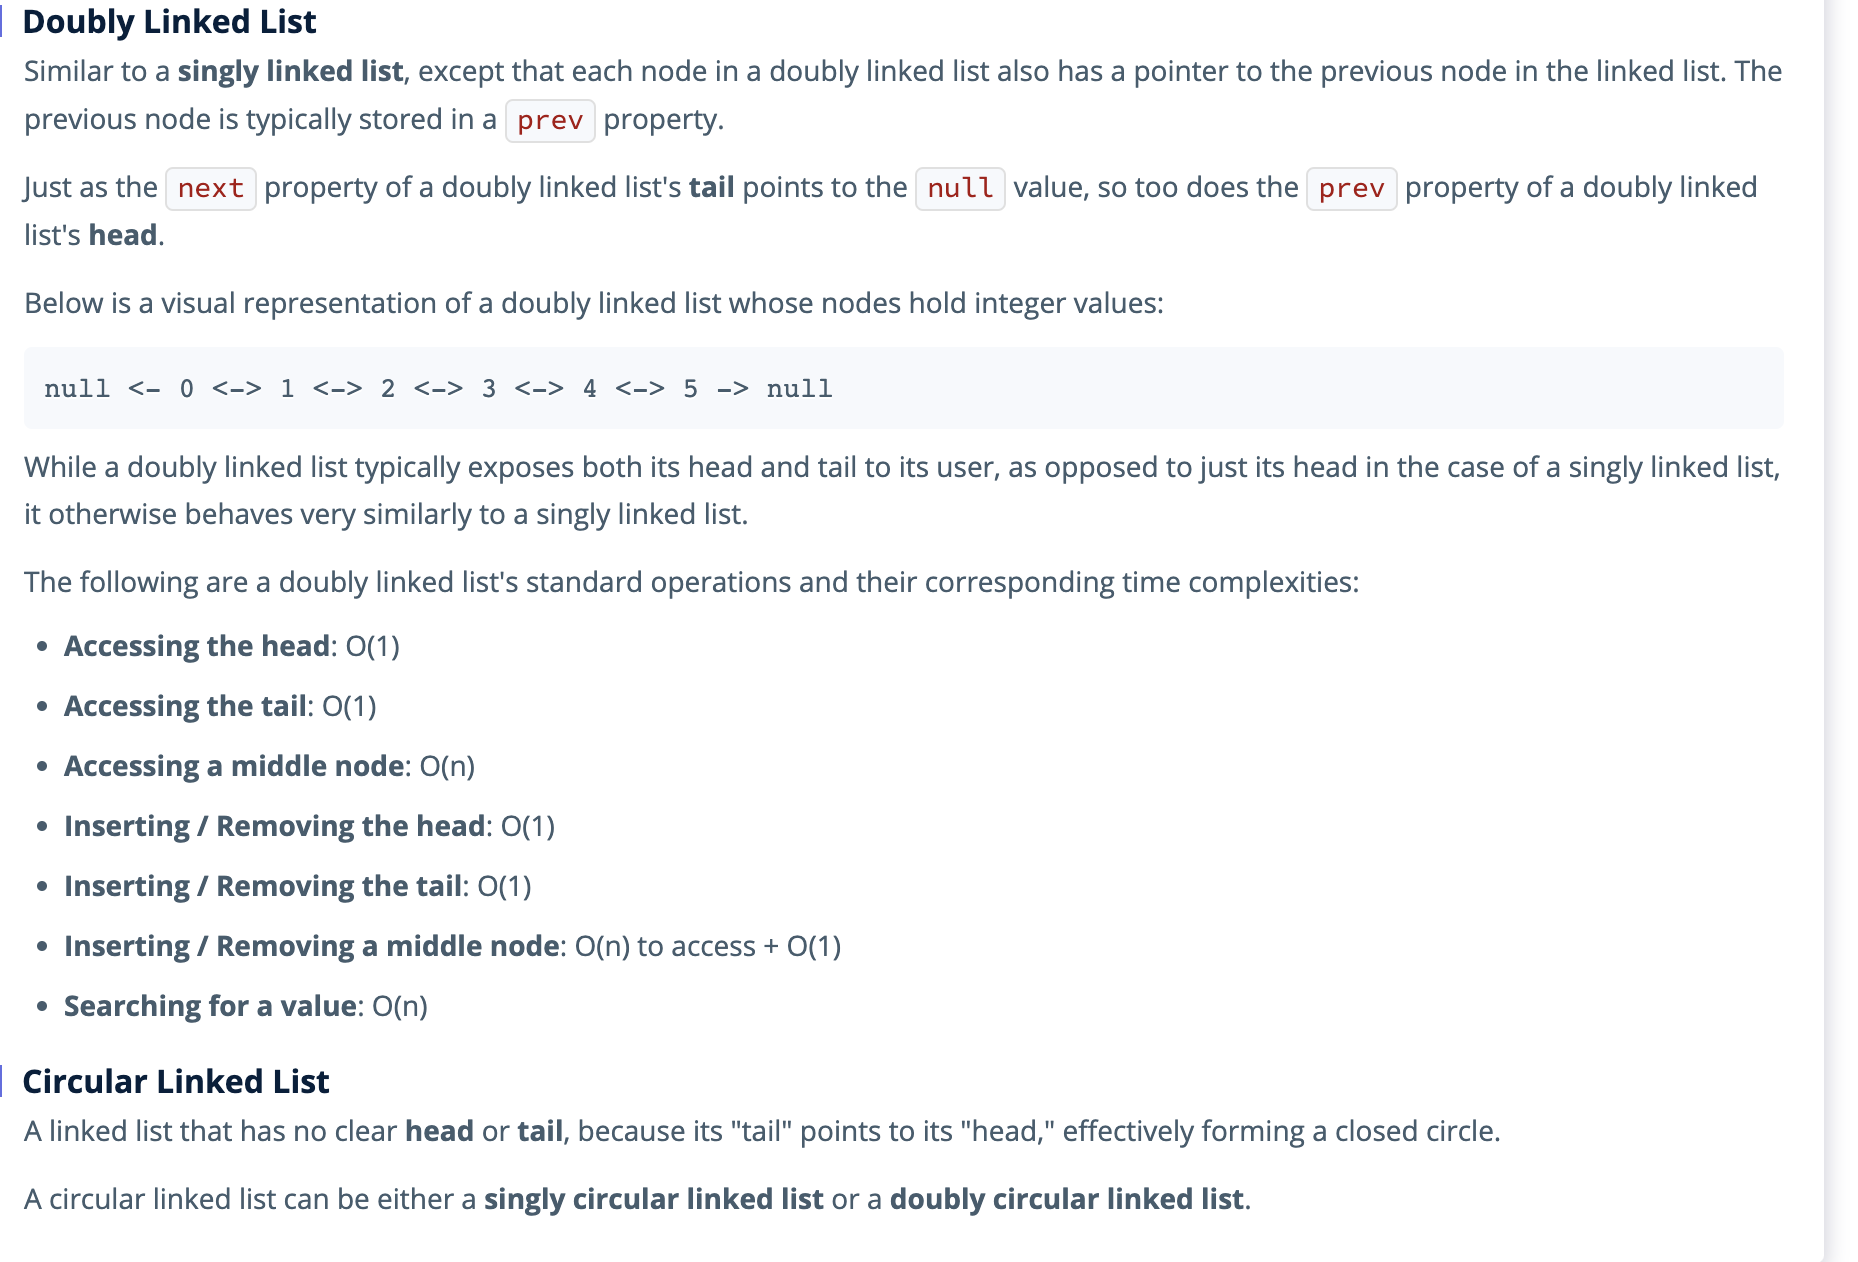 Doubly Linked List
Similar to a singly linked list, except that each node in a doubly linked list also has a pointer to the previous node in the linked list. The
previous node is typically stored in a prev property.
Just as the next property of a doubly linked list's tail points to the null value, so too does the prev property of a doubly linked
list's head.
Below is a visual representation of a doubly linked list whose nodes hold integer values:
null <- 0 <-> 1 <-> 2 <-> 3 <-> 4 <-> 5 -> null
While a doubly linked list typically exposes both its head and tail to its user, as opposed to just its head in the case of a singly linked list,
it otherwise behaves very similarly to a singly linked list.
The following are a doubly linked list's standard operations and their corresponding time complexities:
• Accessing the head: O(1)
• Accessing the tail: O(1)
• Accessing a middle node: O(n)
• Inserting / Removing the head: O(1)
• Inserting / Removing the tail: O(1)
• Inserting / Removing a middle node: O(n) to access + O(1)
• Searching for a value: O(n)
Circular Linked List
A linked list that has no clear head or tail, because its "tail" points to its "head," effectively forming a closed circle.
A circular linked list can be either a singly circular linked list or a doubly circular linked list.